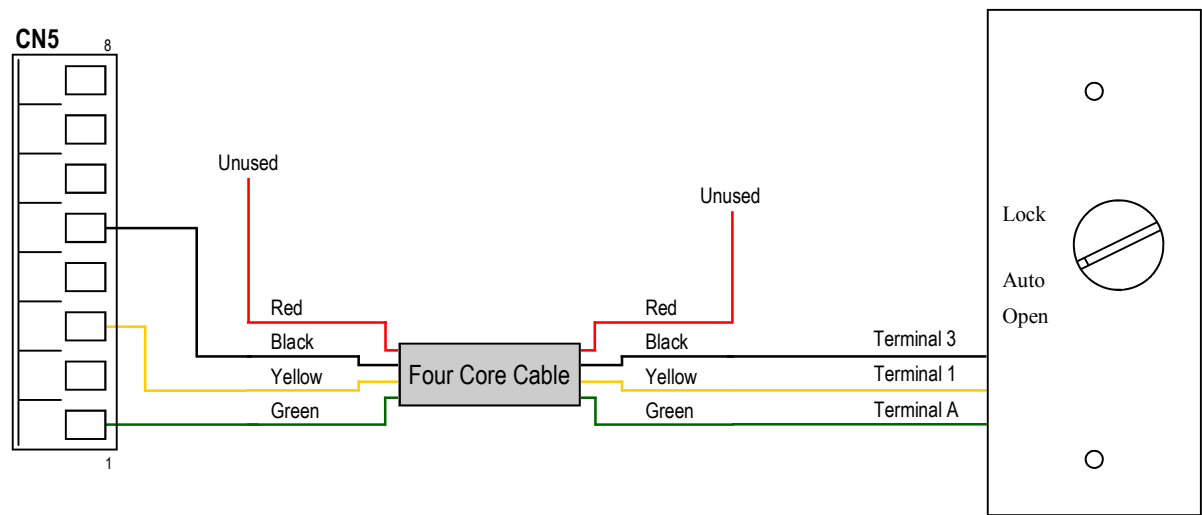 CN5
8
Unused
Unused
Lock
Auto
Open
Red
Red
Black
Black
Terminal 3
Four Core Cable
Yellow
Yellow
Terminal 1
Green
Green
Terminal A
1